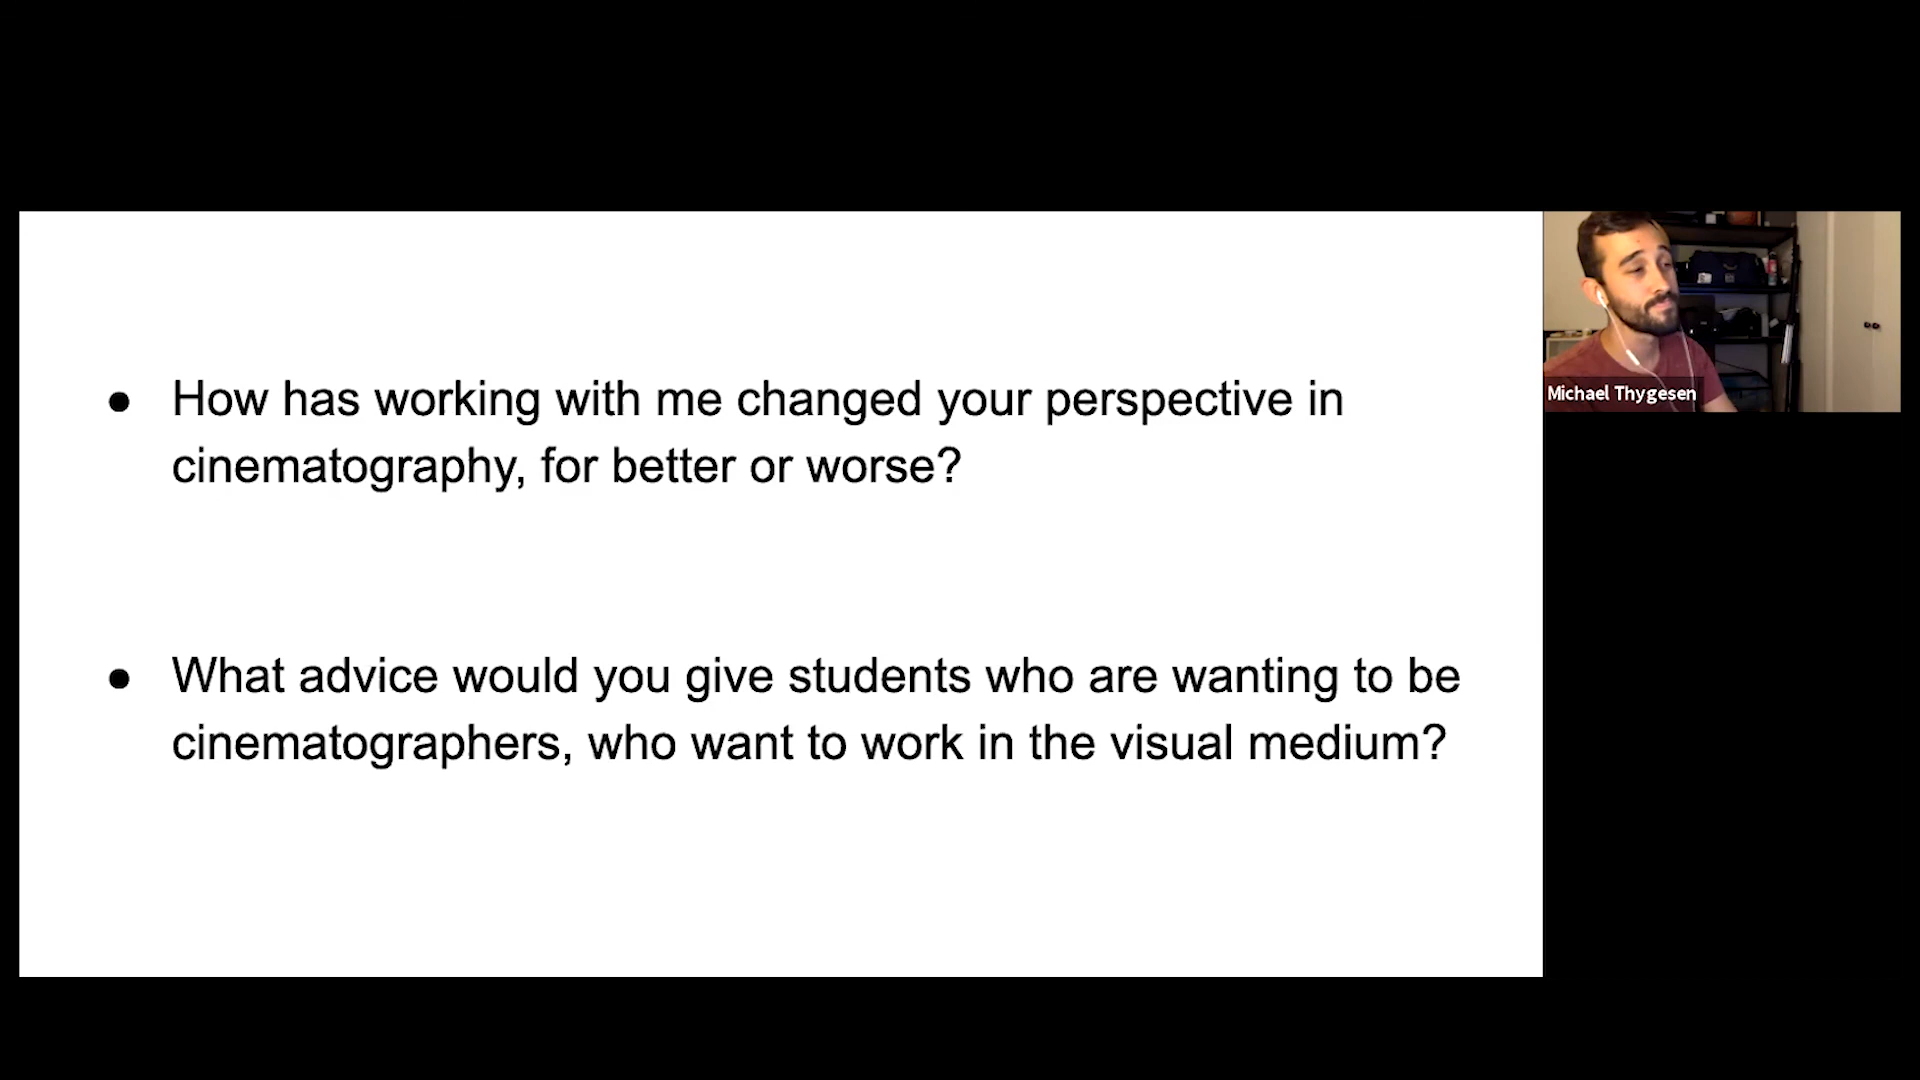 ● How has working with me changed your perspective in
cinematography, for better or worse?
● What advice would you give students who are wanting to be
cinematographers, who want to work in the visual medium?
Michael Thygesen